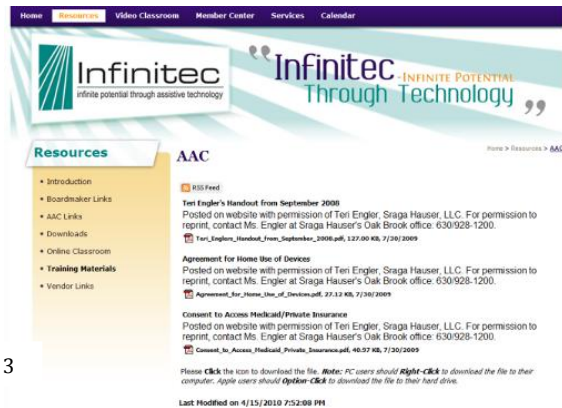 Home Resources Video Classroom Member Center Services Calendar
Infinitec
infinite potential through assistive technology
"Infinitec -Infinite Potential
Through Technology"
Home > Resources > AAC
Resources
AAC
• Introduction
• Boardmaker Links
• AAC Links
• Downloads
• Online Classroom
• Training Materials
• Vendor Links
RSS Feed
Teri Engler's Handout from September 2008
Posted on website with permission of Teri Engler, Sraga Hauser, LLC. For permission to
reprint, contact Ms. Engler at Sraga Hauser's Oak Brook office: 630/928-1200.
Teri_Englers_Handout_from_September_2008.pdf, 127.00 KB, 7/30/2009
Agreement for Home Use of Devices
Posted on website with permission of Teri Engler, Sraga Hauser, LLC. For permission to
reprint, contact Ms. Engler at Sraga Hauser's Oak Brook office: 630/928-1200.
Agreement_for_Home_Use_of_Devices.pdf, 27.12 KB, 7/30/2009
Consent to Access Medicaid/Private Insurance
Posted on website with permission of Teri Engler, Sraga Hauser, LLC. For permission to
reprint, contact Ms. Engler at Sraga Hauser's Oak Brook office: 630/928-1200.
Consent_to_Access_Medicaid_Private_Insurance.pdf, 40.97 KB, 7/30/2009
3
Please Click the icon to download the file. Note: PC users should Right-Click to download the file to their
computer. Apple users should Option-Click to download the file to their hard drive.
Last Modified on 4/15/2010 7:52:08 PM